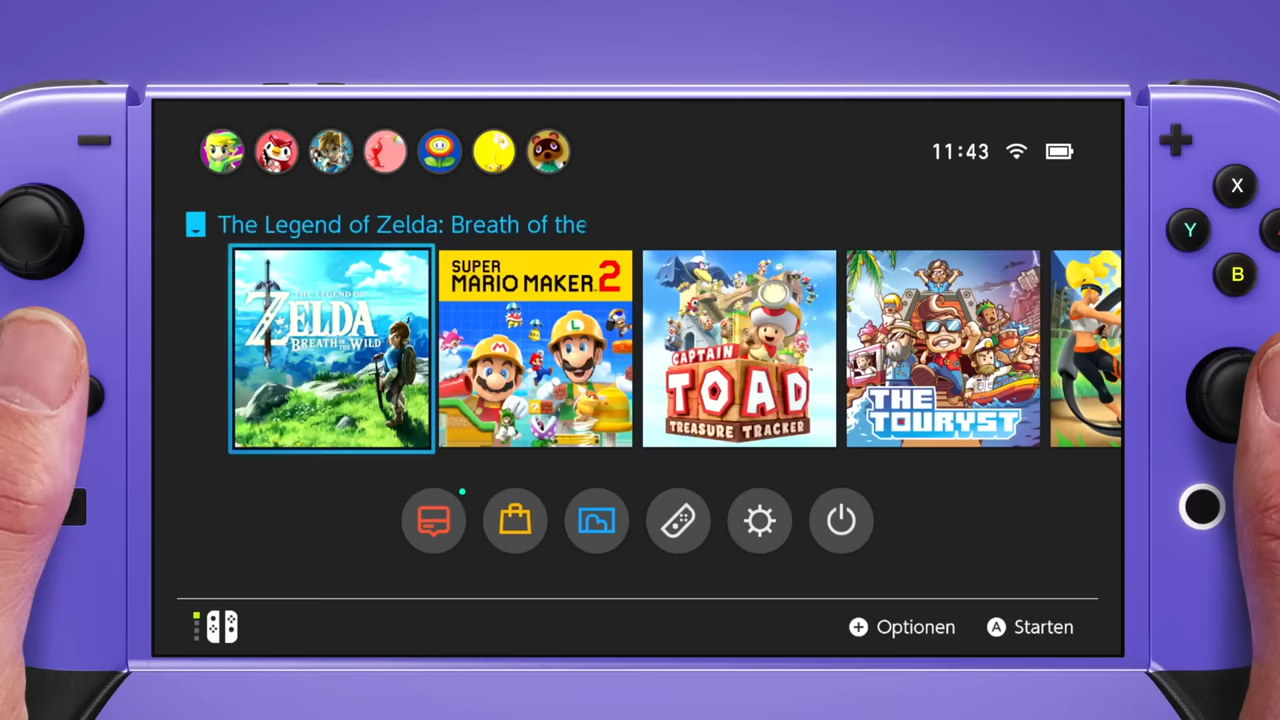 11:43
The Legend of Zelda: Breath of the
THE LEGEND OF
ZELDA
BREATH OF THE WILD
SUPER
MARIO MAKER 2
CAPTAIN
TOAD
TREASURE TRACKER
THE
TOURYST
X
Y
B
+ Optionen
A Starten